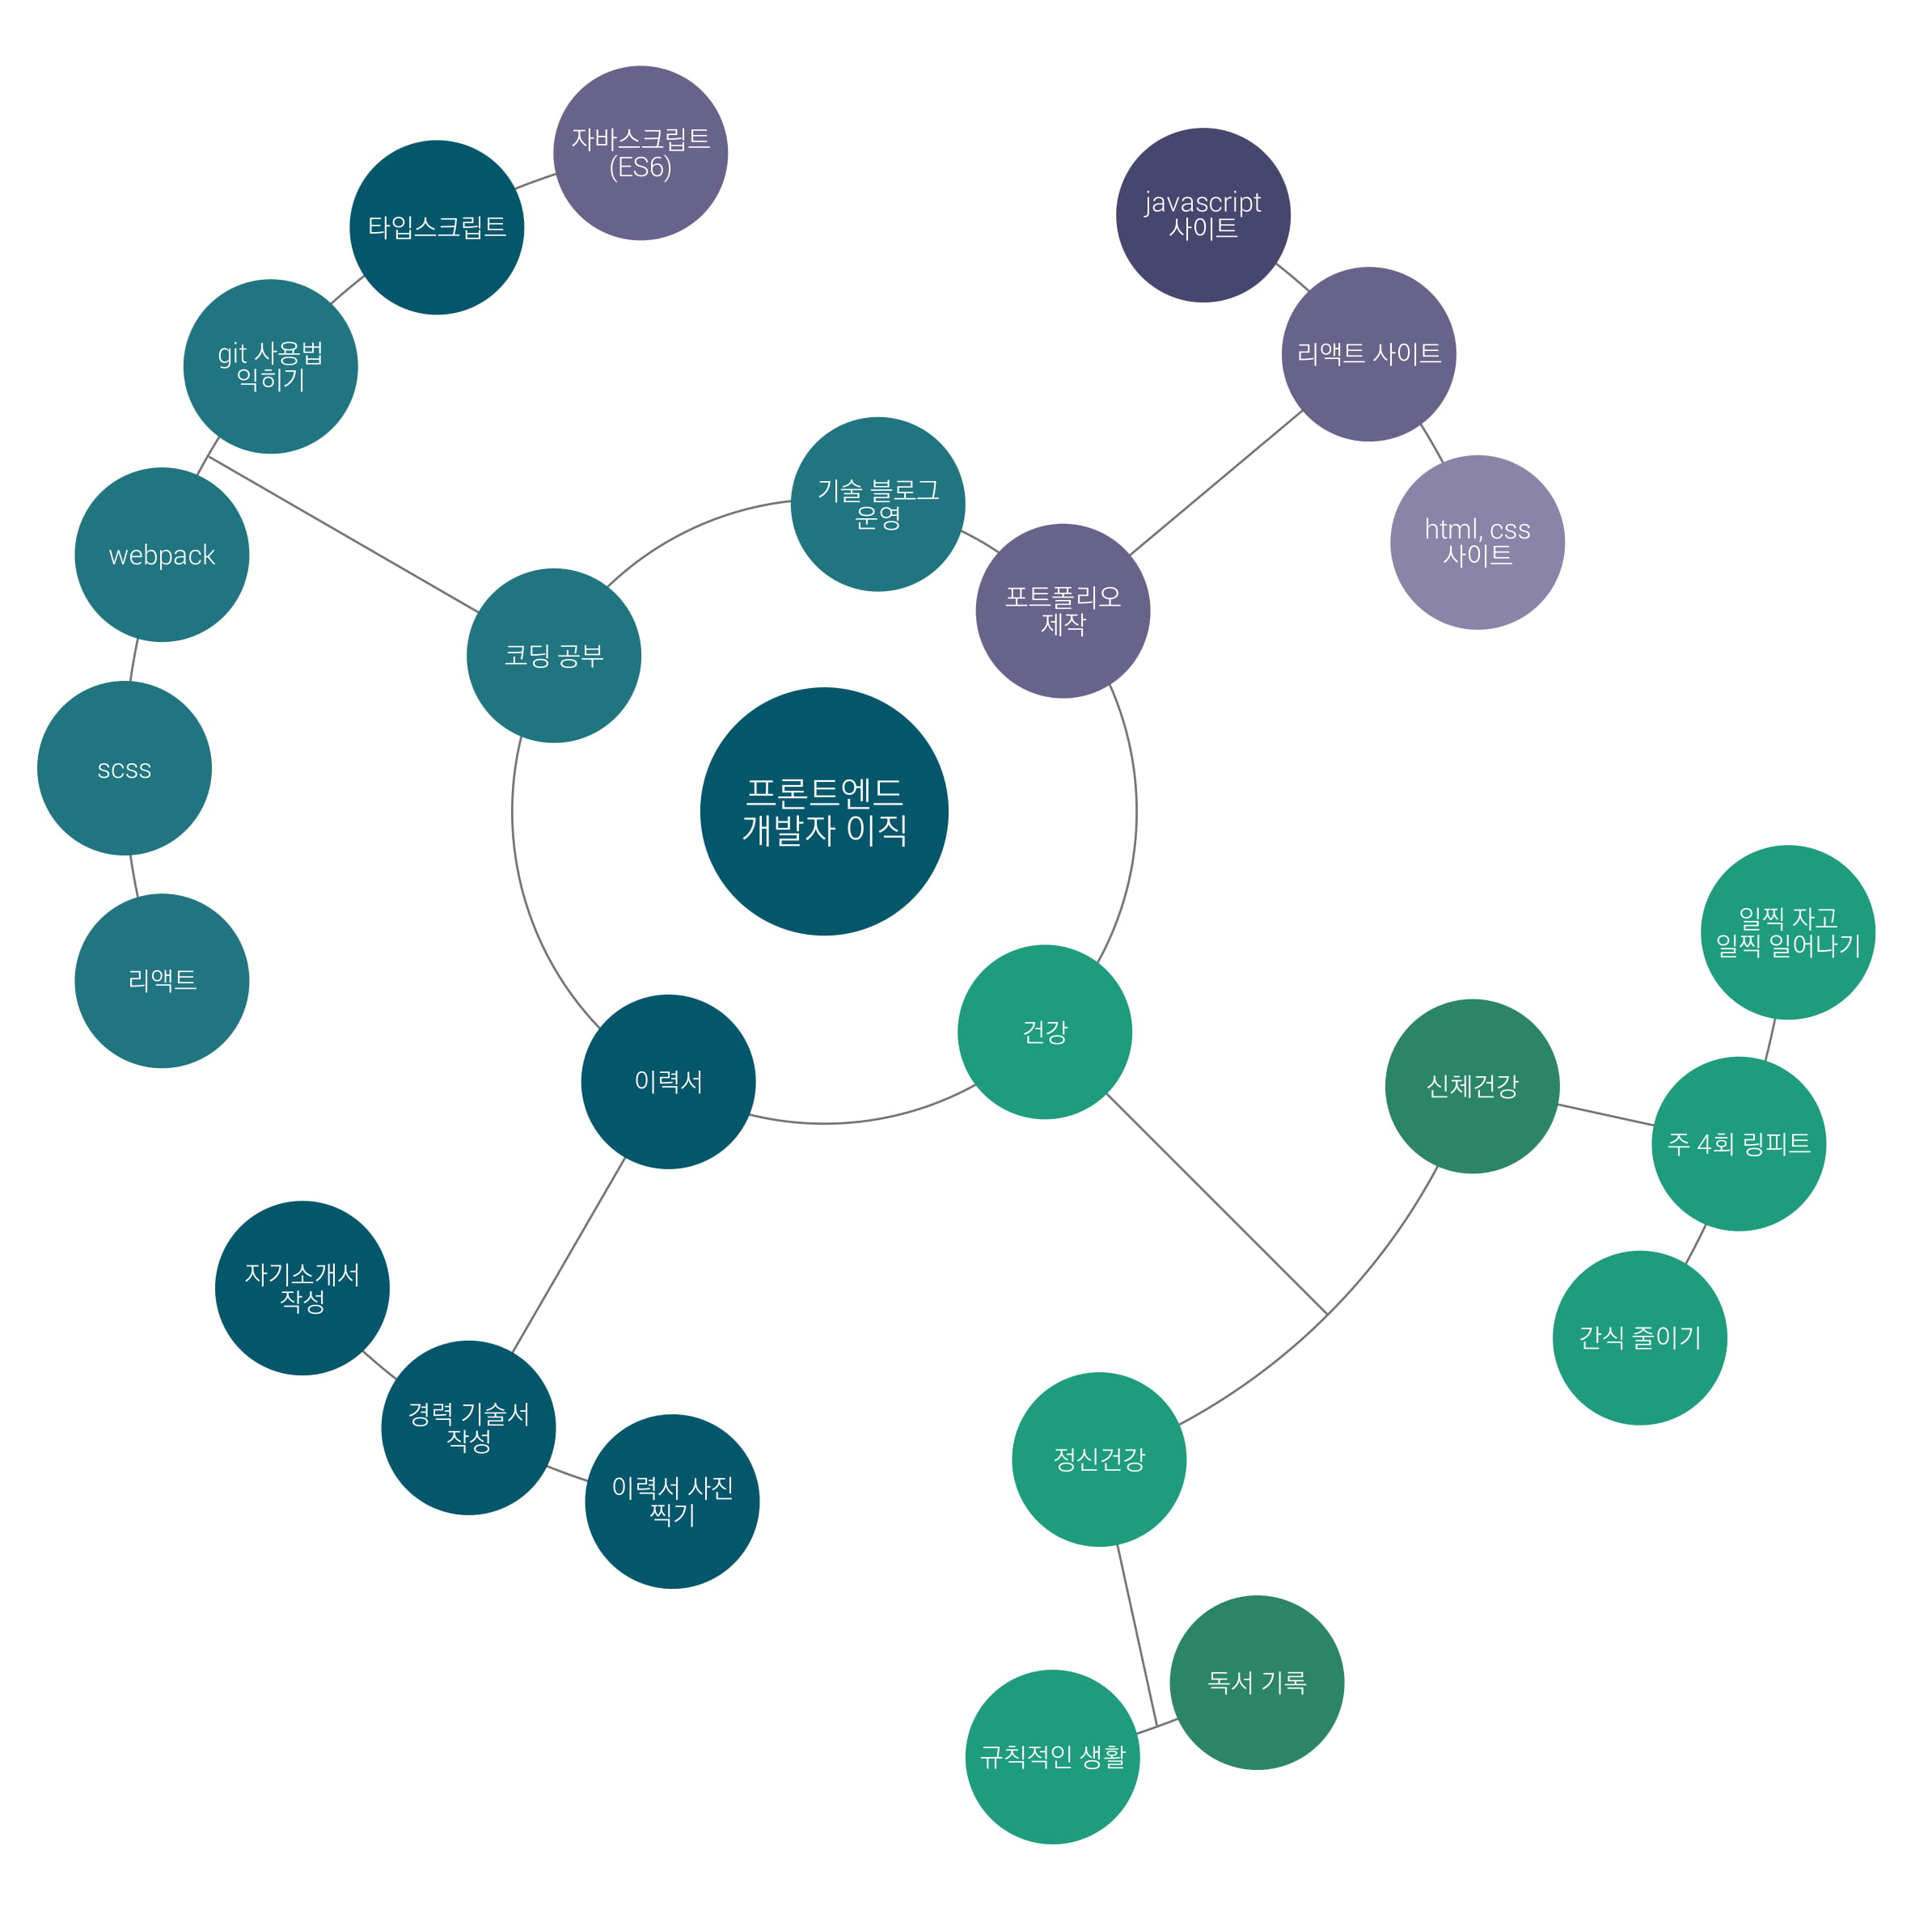 자바스크립트
(ES6)
타입스크립트
git 사용법
익히기
webpack
scss
리액트
코딩 공부
기술 블로그
운영
포트폴리오
제작
javascript
사이트
리액트 사이트
html, css
사이트
프론트엔드
개발자 이직
건강
신체건강
일찍 자고
일찍 일어나기
주 4회 링피트
간식 줄이기
정신건강
독서 기록
규칙적인 생활
이력서
자기소개서
작성
경력 기술서
작성
이력서 사진
찍기